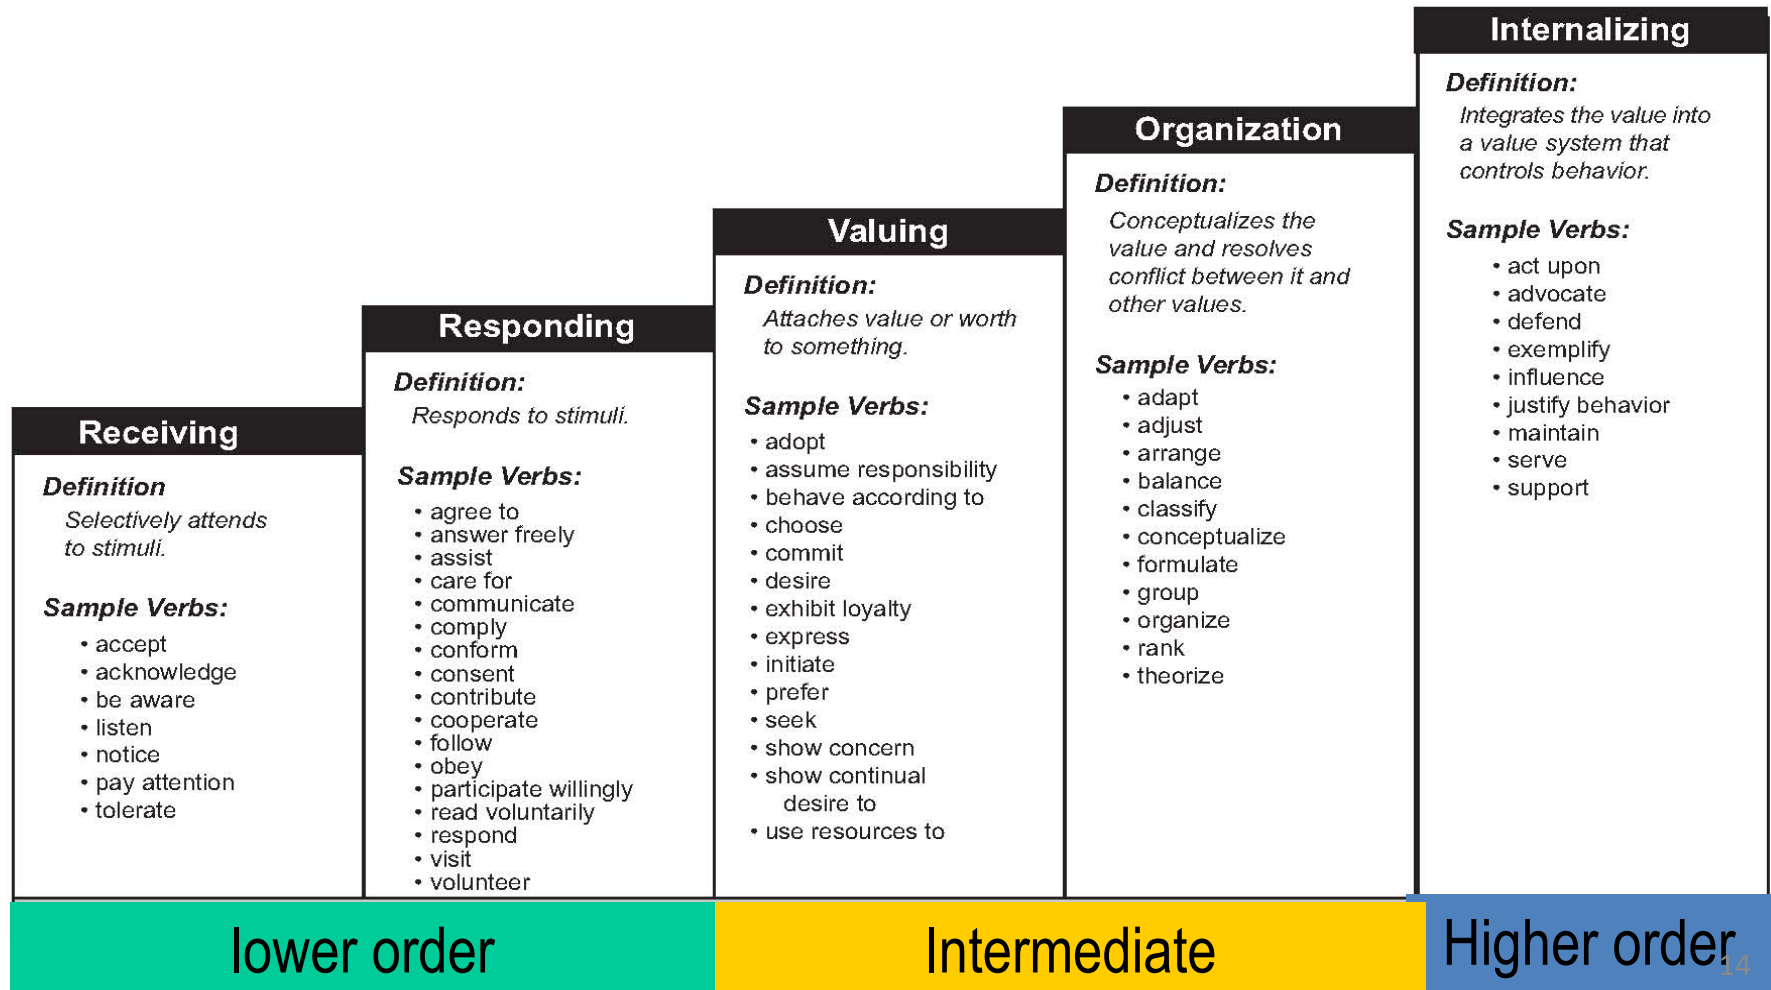 Receiving
Definition
Selectively attends
to stimuli.
Sample Verbs:
• accept
• acknowledge
• be aware
• listen
• notice
• pay attention
• tolerate
Responding
Definition:
Responds to stimuli.
Sample Verbs:
• agree to
• answer freely
• assist
• care for
• communicate
• comply
• conform
• consent
• contribute
• cooperate
• follow
• obey
• participate willingly
• read voluntarily
• respond
• visit
• volunteer
Valuing
Definition:
Attaches value or worth
to something.
Sample Verbs:
• adopt
• assume responsibility
• behave according to
• choose
• commit
• desire
• exhibit loyalty
• express
• initiate
• prefer
• seek
• show concern
• show continual
desire to
• use resources to
Organization
Definition:
Conceptualizes the
value and resolves
conflict between it and
other values.
Sample Verbs:
• adapt
• adjust
• arrange
• balance
• classify
• conceptualize
• formulate
• group
• organize
• rank
• theorize
Internalizing
Definition:
Integrates the value into
a value system that
controls behavior.
Sample Verbs:
• act upon
• advocate
• defend
• exemplify
• influence
• justify behavior
• maintain
• serve
• support
lower order
Intermediate
Higher order
14